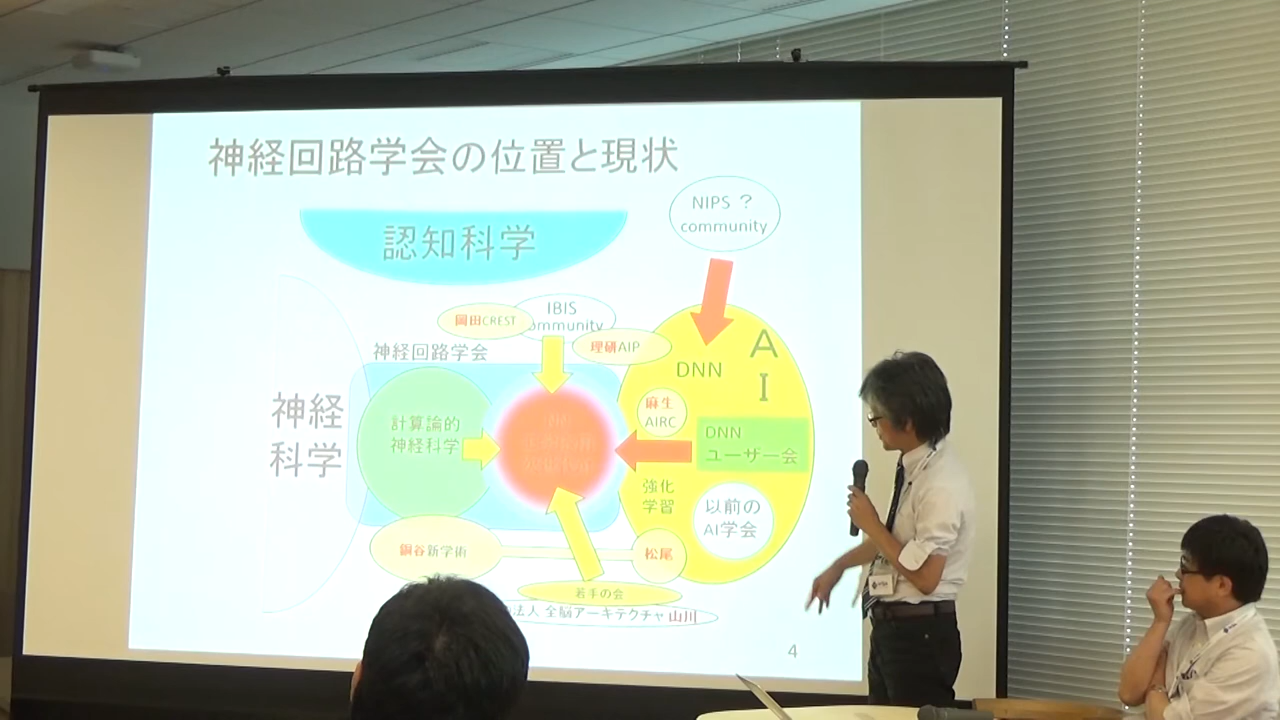 神経回路学会の位置と現状
認知科学
NIPS ?
community
IBIS
ommunity
岡田CREST
理研AIP
神経回路学会
DNN
A
I
神経
科学
計算論的
神経科学
麻生
AIRC
DNN
ユーザー会
強化
学習
以前の
AI学会
銅谷新学術
松尾
若手の会
法人 全脳アーキテクチャ 山川
4